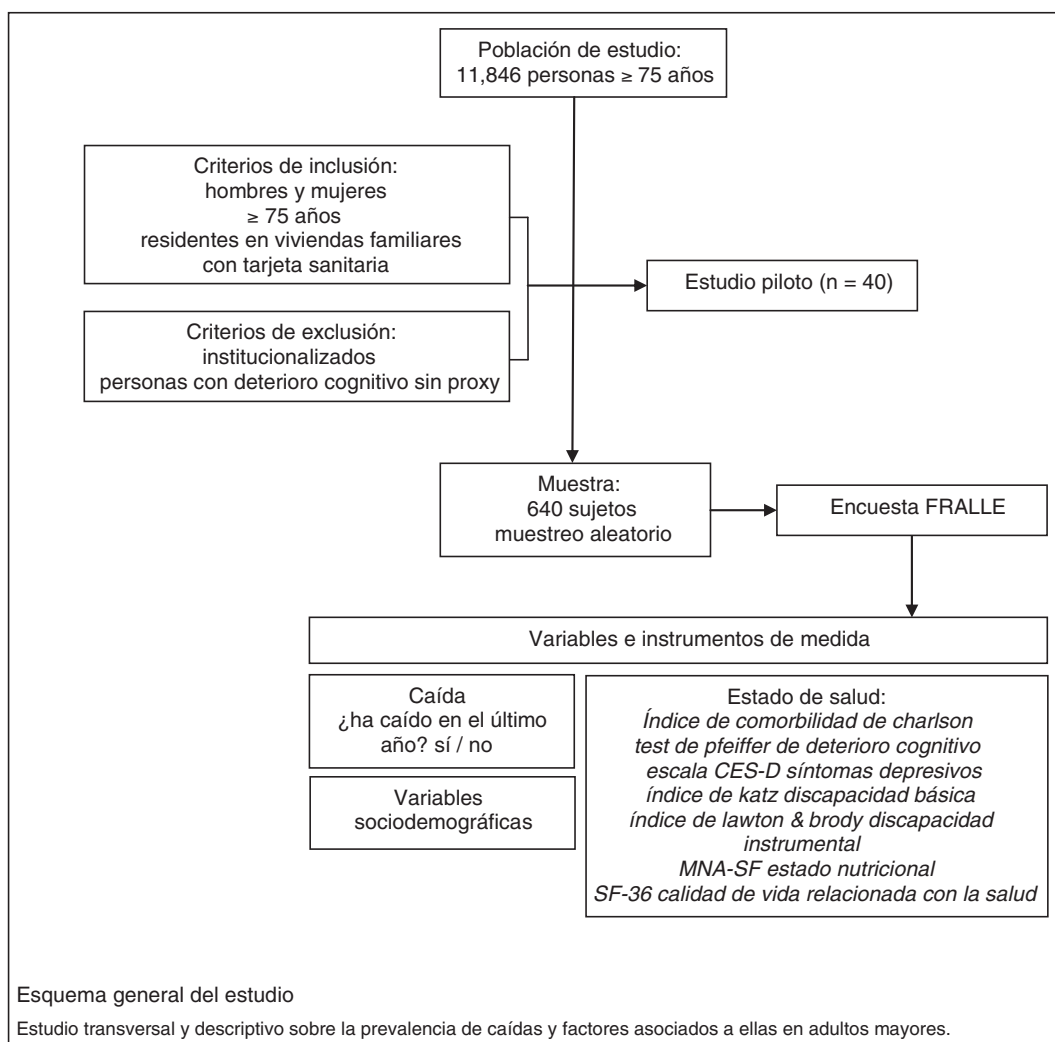 Población de estudio:
11,846 personas ≥ 75 años
Criterios de inclusión:
hombres y mujeres
≥ 75 años
residentes en viviendas familiares
con tarjeta sanitaria
Estudio piloto (n = 40)
Criterios de exclusión:
institucionalizados
personas con deterioro cognitivo sin proxy
Muestra:
640 sujetos
muestreo aleatorio
Encuesta FRALLE
Variables e instrumentos de medida
Caída
¿ha caído en el último
año? sí / no
Variables
sociodemográficas
Estado de salud:
Índice de comorbilidad de charlson
test de pfeiffer de deterioro cognitivo
escala CES-D síntomas depresivos
índice de katz discapacidad básica
índice de lawton & brody discapacidad
instrumental
MNA-SF estado nutricional
SF-36 calidad de vida relacionada con la salud
Esquema general del estudio
Estudio transversal y descriptivo sobre la prevalencia de caídas y factores asociados a ellas en adultos mayores.